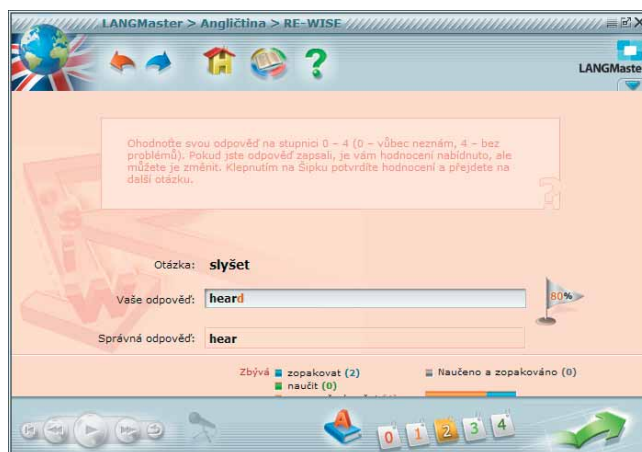 LANGMaster > Angličtina > RE-WISE
LANGMaste
Ohodnoťte svou odpověď na stupnici 0 – 4 (0 – vůbec neznám, 4 – bez
problémů). Pokud jste odpověď zapsali, je vám hodnocení nabídnuto, ale
můžete je změnit. Klepnutím na Šipku potvrdíte hodnocení a přejdete na
další otázku.
Otázka: slyšet
Vaše odpověď: heard
80%
Správná odpověď: hear
Zbývá zopakovat (2) Naučeno a zopakováno (0)
naučit (0)
A 0 1 2 3 4